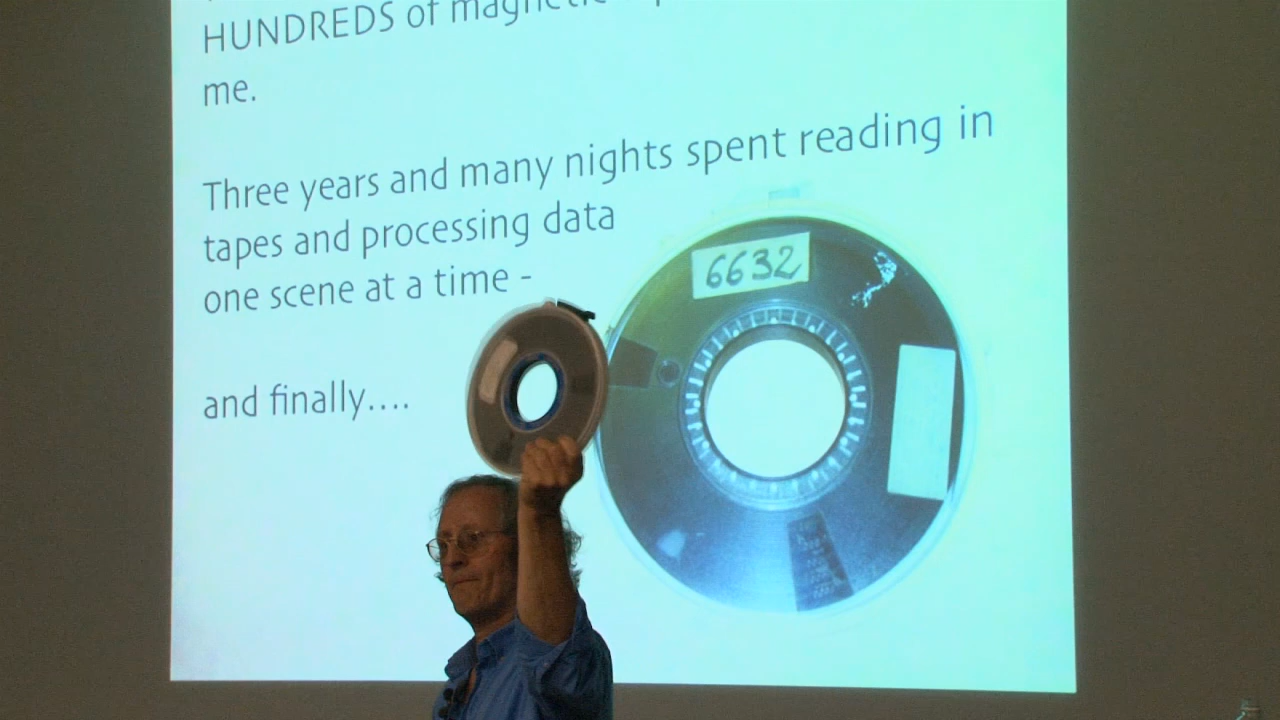 HUNDREDS of magnetic
me.
Three years and many nights spent reading in
tapes and processing data
one scene at a time -
and finally....
6632